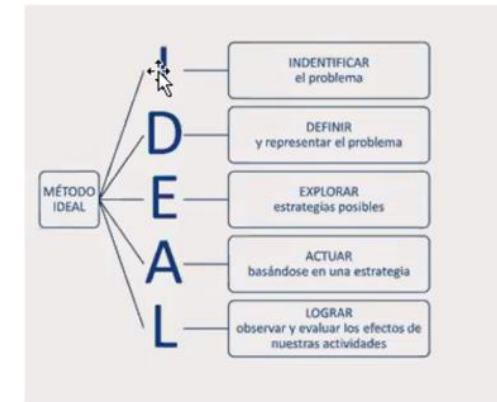 I
INDENTIFICAR
el problema
D
DEFINIR
y representar el problema
MÉTODO
IDEAL
E
EXPLORAR
estrategias posibles
A
ACTUAR
basándose en una estrategia
L
LOGRAR
observar y evaluar los efectos de
nuestras actividades